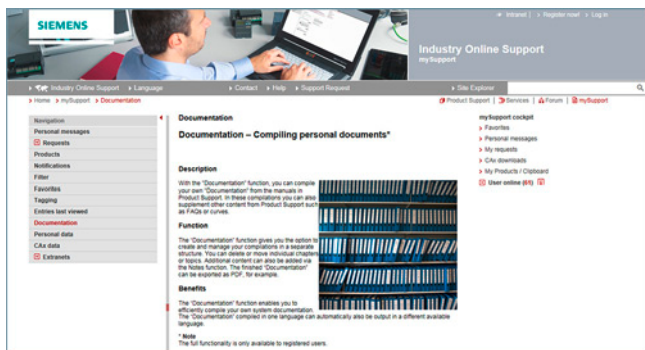 SIEMENS
Intranet | Register now! Log in
Industry Online Support
mySupport
Industry Online Support Language Contact Help Support Request Site Explorer
Home mySupport Documentation Product Support | Services | Forum | mySupport
Navigation
Personal messages
Requests
Products
Notifications
Filter
Favorites
Tagging
Entries last viewed
Documentation
Personal data
CAx data
Extranets
Documentation
Documentation – Compiling personal documents*
Description
With the "Documentation" function, you can compile
your own "Documentation" from the manuals in
Product Support. In these compilations you can also
supplement other content from Product Support such
as FAQs or curves.
Function
The "Documentation" function gives you the option to
create and manage your compilations in a separate
structure. You can delete or move individual chapters
or topics. Additional content can also be added via
the Notes function. The finished "Documentation"
can be exported as PDF, for example.
Benefits
The "Documentation" function enables you to
efficiently compile your own system documentation.
The "Documentation" compiled in one language can automatically also be output in a different available
language.
* Note
The full functionality is only available to registered users.
mySupport cockpit
Favorites
Personal messages
My requests
CAx downloads
My Products / Clipboard
User online